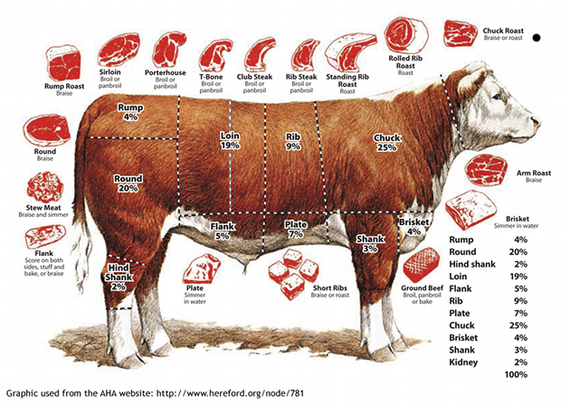 Chuck Roast
Braise or roast
Rolled Rib
Roast
Roast
Standing Rib
Roast
Roast
Rib Steak
Broil or
panbroil
Club Steak
Broil or
panbroil
T-Bone
Broil or
panbroil
Porterhouse
Broil or
panbroil
Sirloin
Broil or
panbroil
Rump Roast
Braise
Round
Braise
Stew Meat
Braise and simmer
Flank
Score on both
sides, stuff and
bake, or braise
Rump
4%
Round
20%
Hind
Shank
2%
Loin
19%
Rib
9%
Chuck
25%
Flank
5%
Plate
7%
Shank
3%
Brisket
4%
Plate
Simmer
in water
Short Ribs
Braise or roast
Ground Beef
Broil, panbroil
or bake
Arm Roast
Braise
Brisket
Simmer in water
Rump 4%
Round 20%
Hind shank 2%
Loin 19%
Flank 5%
Rib 9%
Plate 7%
Chuck 25%
Brisket 4%
Shank 3%
Kidney 2%
100%
Graphic used from the AHA website: http://www.hereford.org/node/781